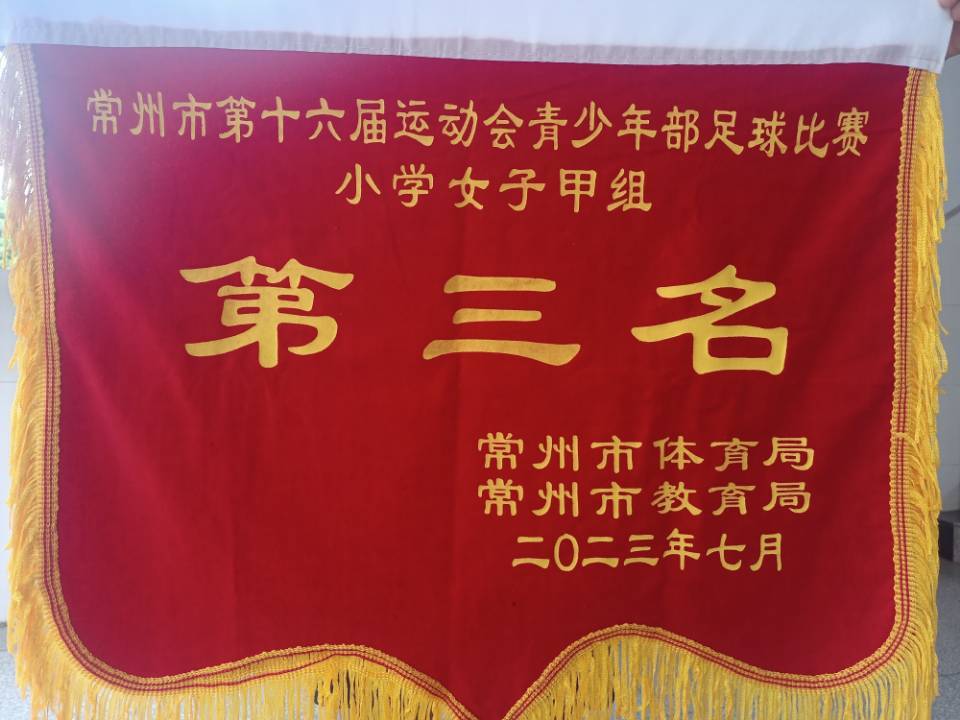 常州市第十六届运动会青少年部足球比赛
小学女子甲组
第三名
常州市体育局
常州市教育局
二〇二三年七月